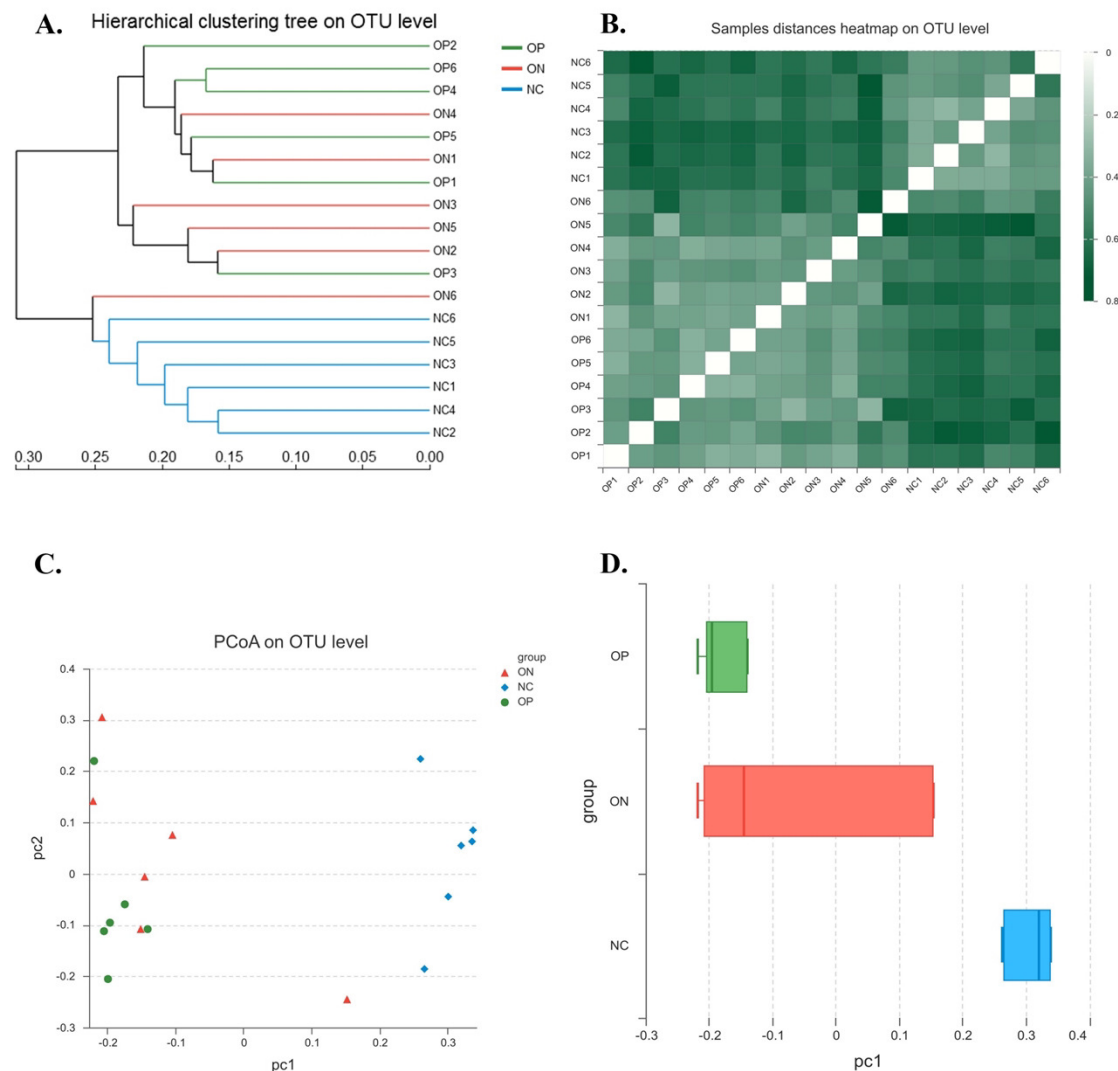 A.
Hierarchical clustering tree on OTU level
OP2
OP6
OP4
ON4
OP5
ON1
OP1
ON3
ON5
ON2
OP3
ON6
NC6
NC5
NC3
NC1
NC4
NC2
OP
ON
NC
0.30 0.25 0.20 0.15 0.10 0.05 0.00
B.
Samples distances heatmap on OTU level
NC6
NC5
NC4
NC3
NC2
NC1
ON6
ON5
ON4
ON3
ON2
ON1
OP6
OP5
OP4
OP3
OP2
OP1
OP1 OP2 OP3 OP4 OP5 OP6 ON1 ON2 ON3 ON4 ON5 ON6 NC1 NC2 NC3 NC4 NC5 NC6
0
0.2
0.4
0.6
0.8
C.
PCoA on OTU level
group
ON
NC
OP
pc2
0.4
0.3
0.2
0.1
0
-0.1
-0.2
-0.3
-0.2 -0.1 0 0.1 0.2 0.3
pc1
D.
group
OP
ON
NC
-0.3 -0.2 -0.1 0 0.1 0.2 0.3 0.4
pc1